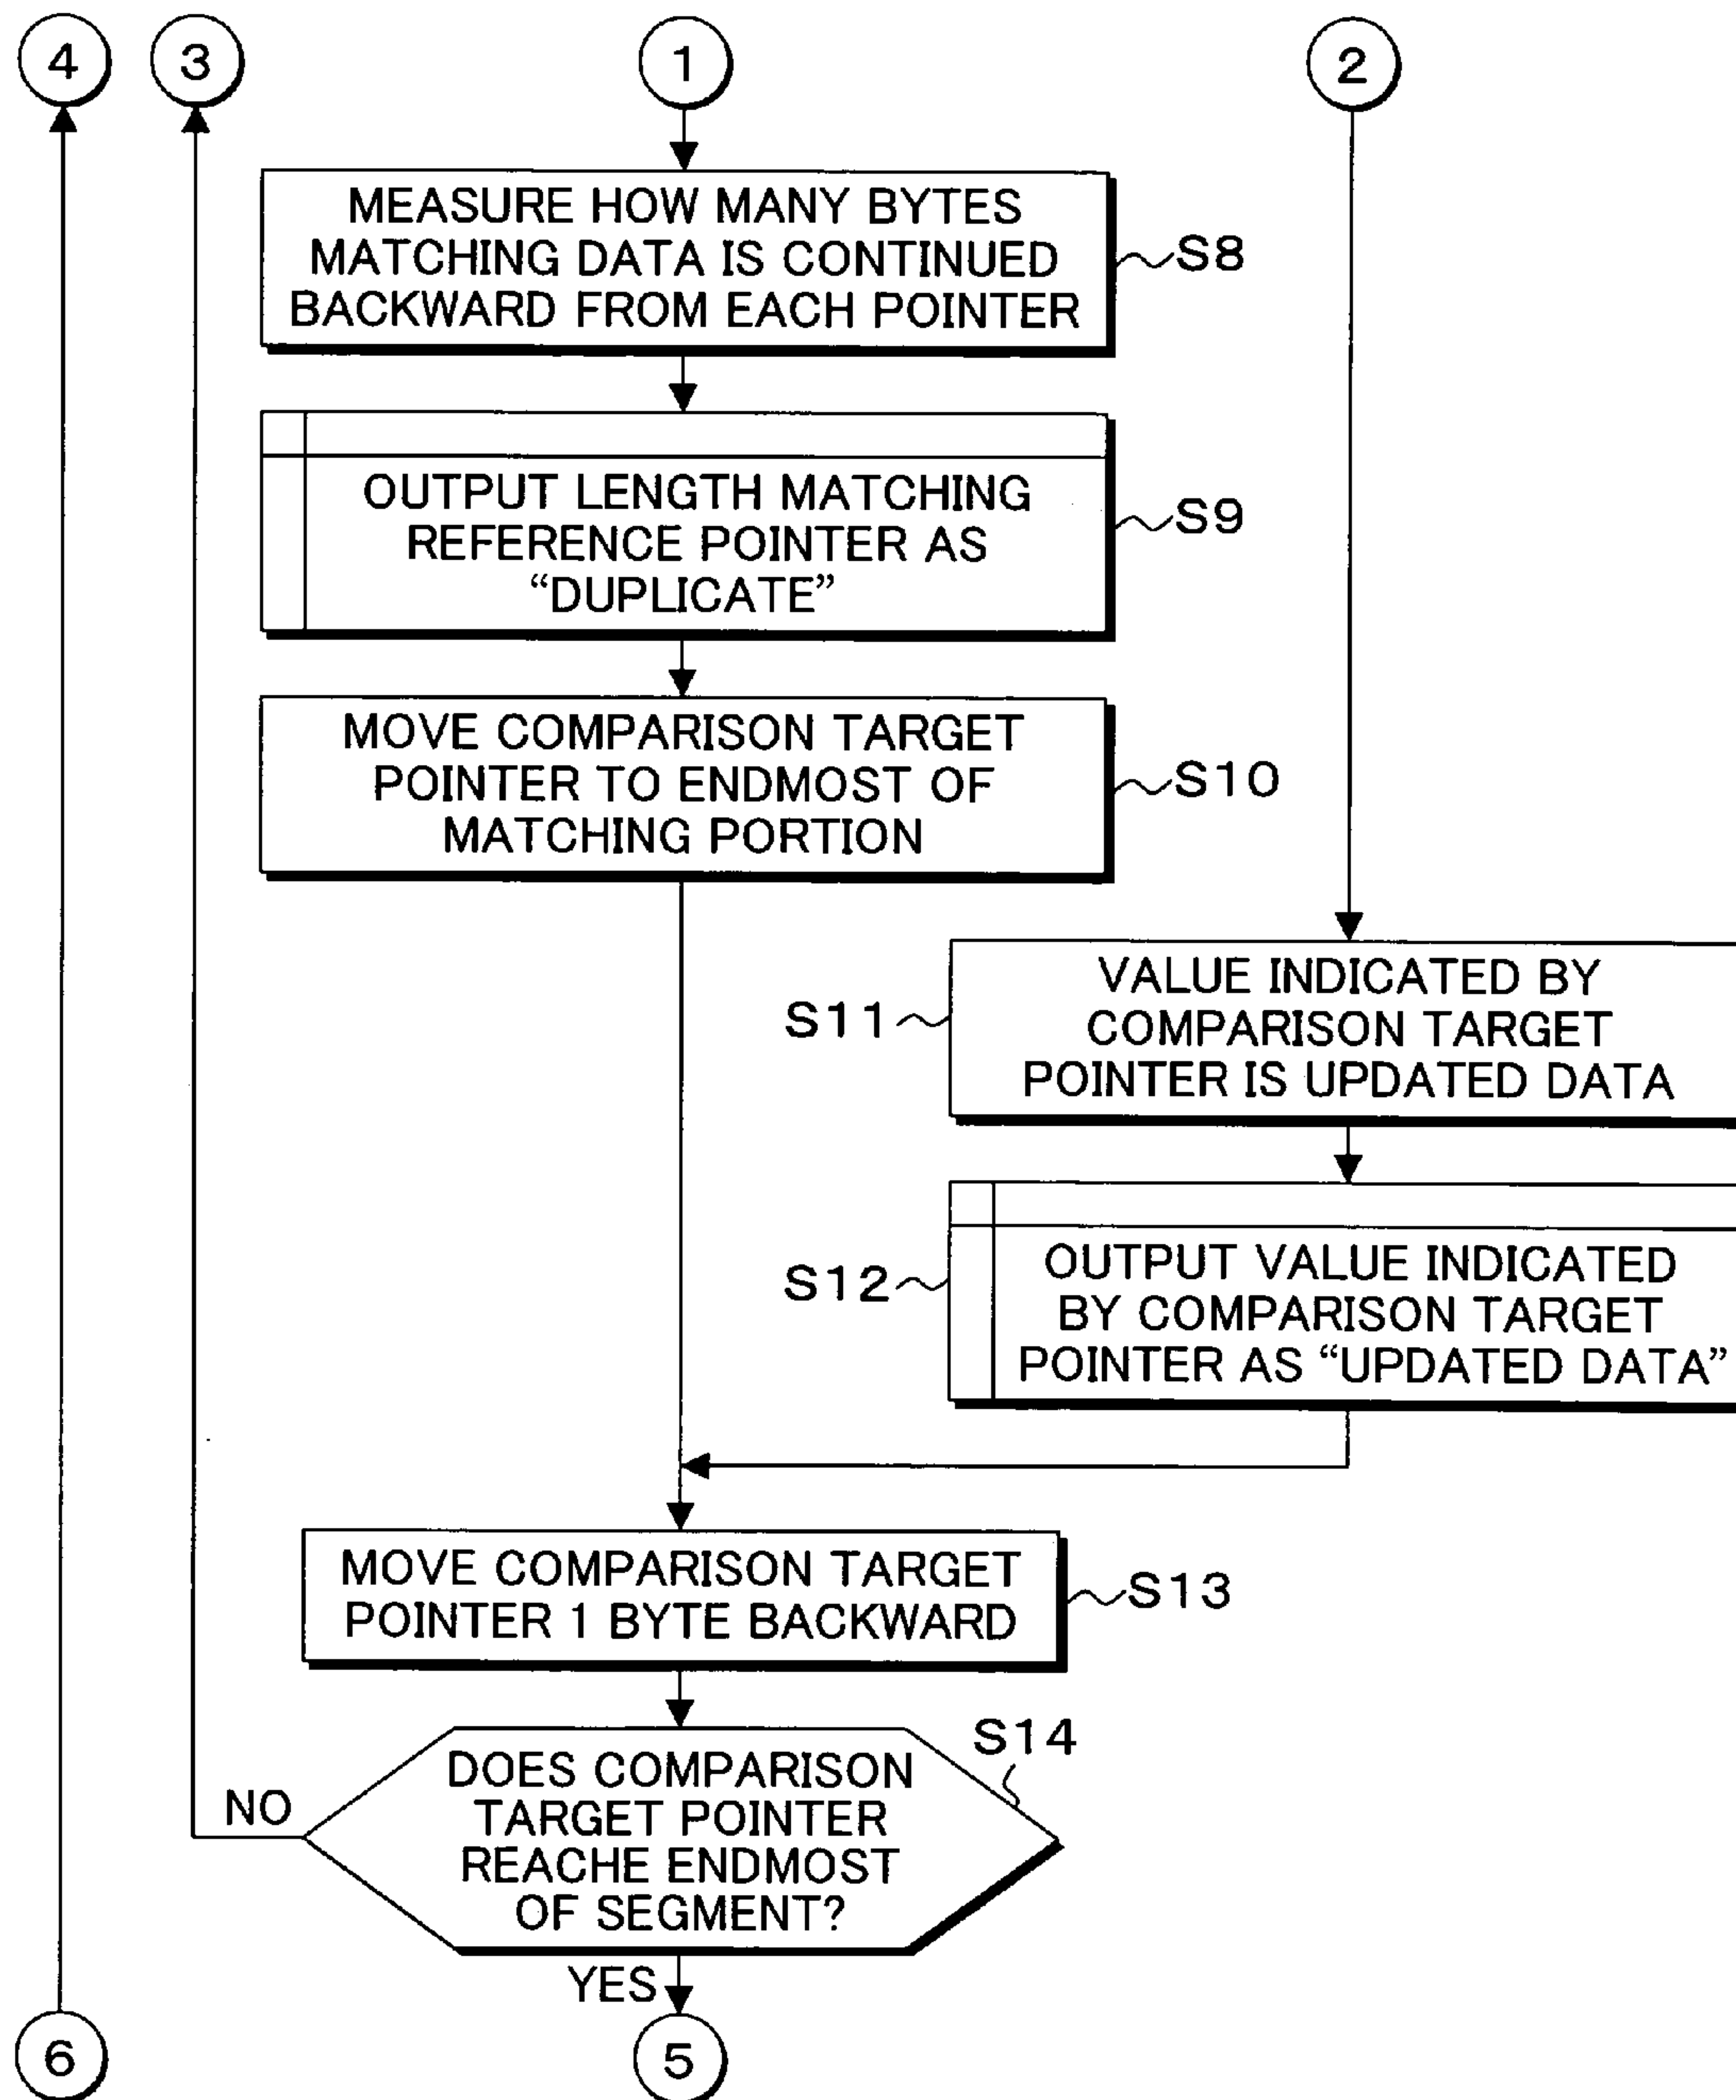 4
3
1
2
MEASURE HOW MANY BYTES
MATCHING DATA IS CONTINUED
BACKWARD FROM EACH POINTER
S8
OUTPUT LENGTH MATCHING
REFERENCE POINTER AS
“DUPLICATE”
S9
MOVE COMPARISON TARGET
POINTER TO ENDMOST OF
MATCHING PORTION
S10
VALUE INDICATED BY
COMPARISON TARGET
POINTER IS UPDATED DATA
S11
OUTPUT VALUE INDICATED
BY COMPARISON TARGET
POINTER AS “UPDATED DATA”
S12
MOVE COMPARISON TARGET
POINTER 1 BYTE BACKWARD
S13
DOES COMPARISON
TARGET POINTER
REACHE ENDMOST
OF SEGMENT?
S14
NO
YES
6
5